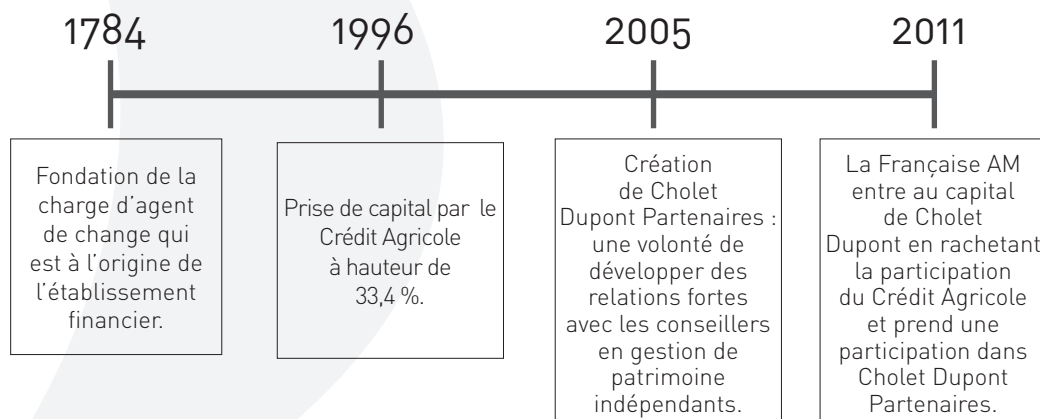 1784
1996
2005
2011
Fondation de la
charge d'agent
de change qui
est à l'origine de
l'établissement
financier.
Prise de capital par le
Crédit Agricole
à hauteur de
33,4 %.
Création
de Cholet
Dupont Partenaires :
une volonté de
développer des
relations fortes
avec les conseillers
en gestion de
patrimoine
indépendants.
La Française AM
entre au capital
de Cholet
Dupont en rachetant
la participation
du Crédit Agricole
et prend une
participation dans
Cholet Dupont
Partenaires.